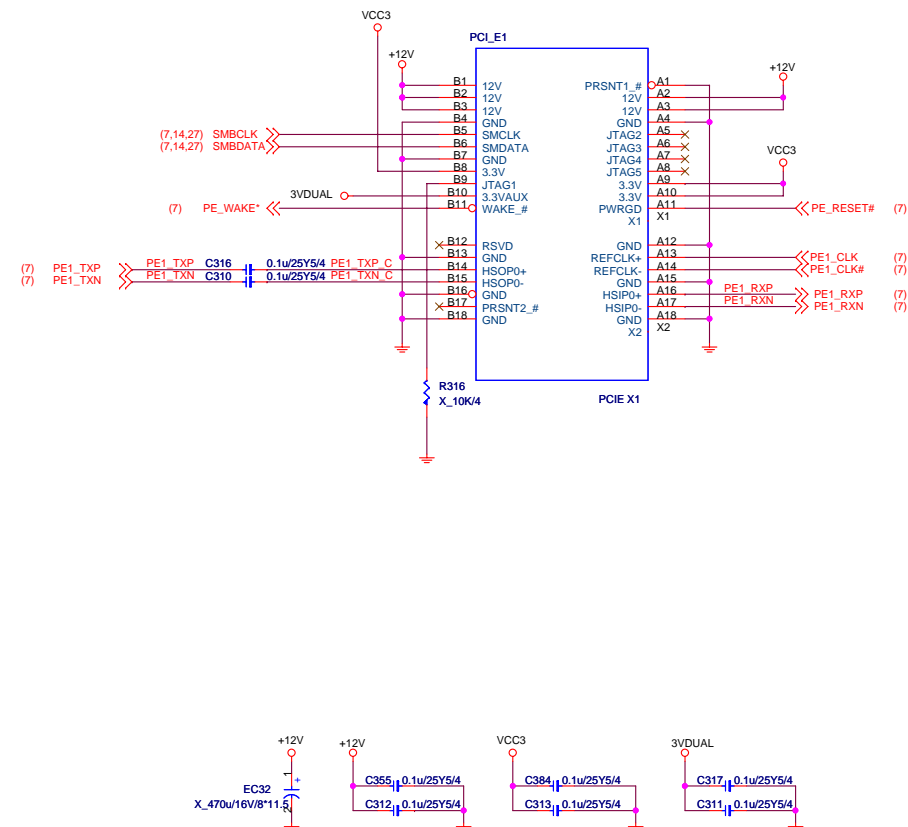 VCC3
PCI_E1
+12V
+12V
B1 12V PRSNT1_# A1
B2 12V 12V A2
B3 12V 12V A3
B4 GND GND A4
(7,14,27) SMBCLK B5 SMCLK JTAG2 A5
(7,14,27) SMBDATA B6 SMDATA JTAG3 A6
B7 GND JTAG4 A7
VCC3
B8 3.3V JTAG5 A8
B9 JTAG1 3.3V A9
3VDUAL B10 3.3VAUX 3.3V A10
(7) PE_WAKE* B11 WAKE_# PWRGD A11 PE_RESET# (7)
X1
B12 RSVD GND A12
B13 GND REFCLK+ A13 PE1_CLK (7)
(7) PE1_TXP PE1_TXP C316 0.1u/25Y5/4 PE1_TXP_C B14 HSOP0+ REFCLK- A14 PE1_CLK# (7)
(7) PE1_TXN PE1_TXN C310 0.1u/25Y5/4 PE1_TXN_C B15 HSOP0- GND A15
B16 GND HSIP0+ A16 PE1_RXP PE1_RXP (7)
B17 PRSNT2_# HSIP0- A17 PE1_RXN PE1_RXN (7)
B18 GND GND A18
X2
R316
X_10K/4
PCIE X1
+12V +12V VCC3 3VDUAL
1 +
EC32
X_470u/16V/8*11.5
2
C355 0.1u/25Y5/4 C384 0.1u/25Y5/4 C317 0.1u/25Y5/4
C312 0.1u/25Y5/4 C313 0.1u/25Y5/4 C311 0.1u/25Y5/4